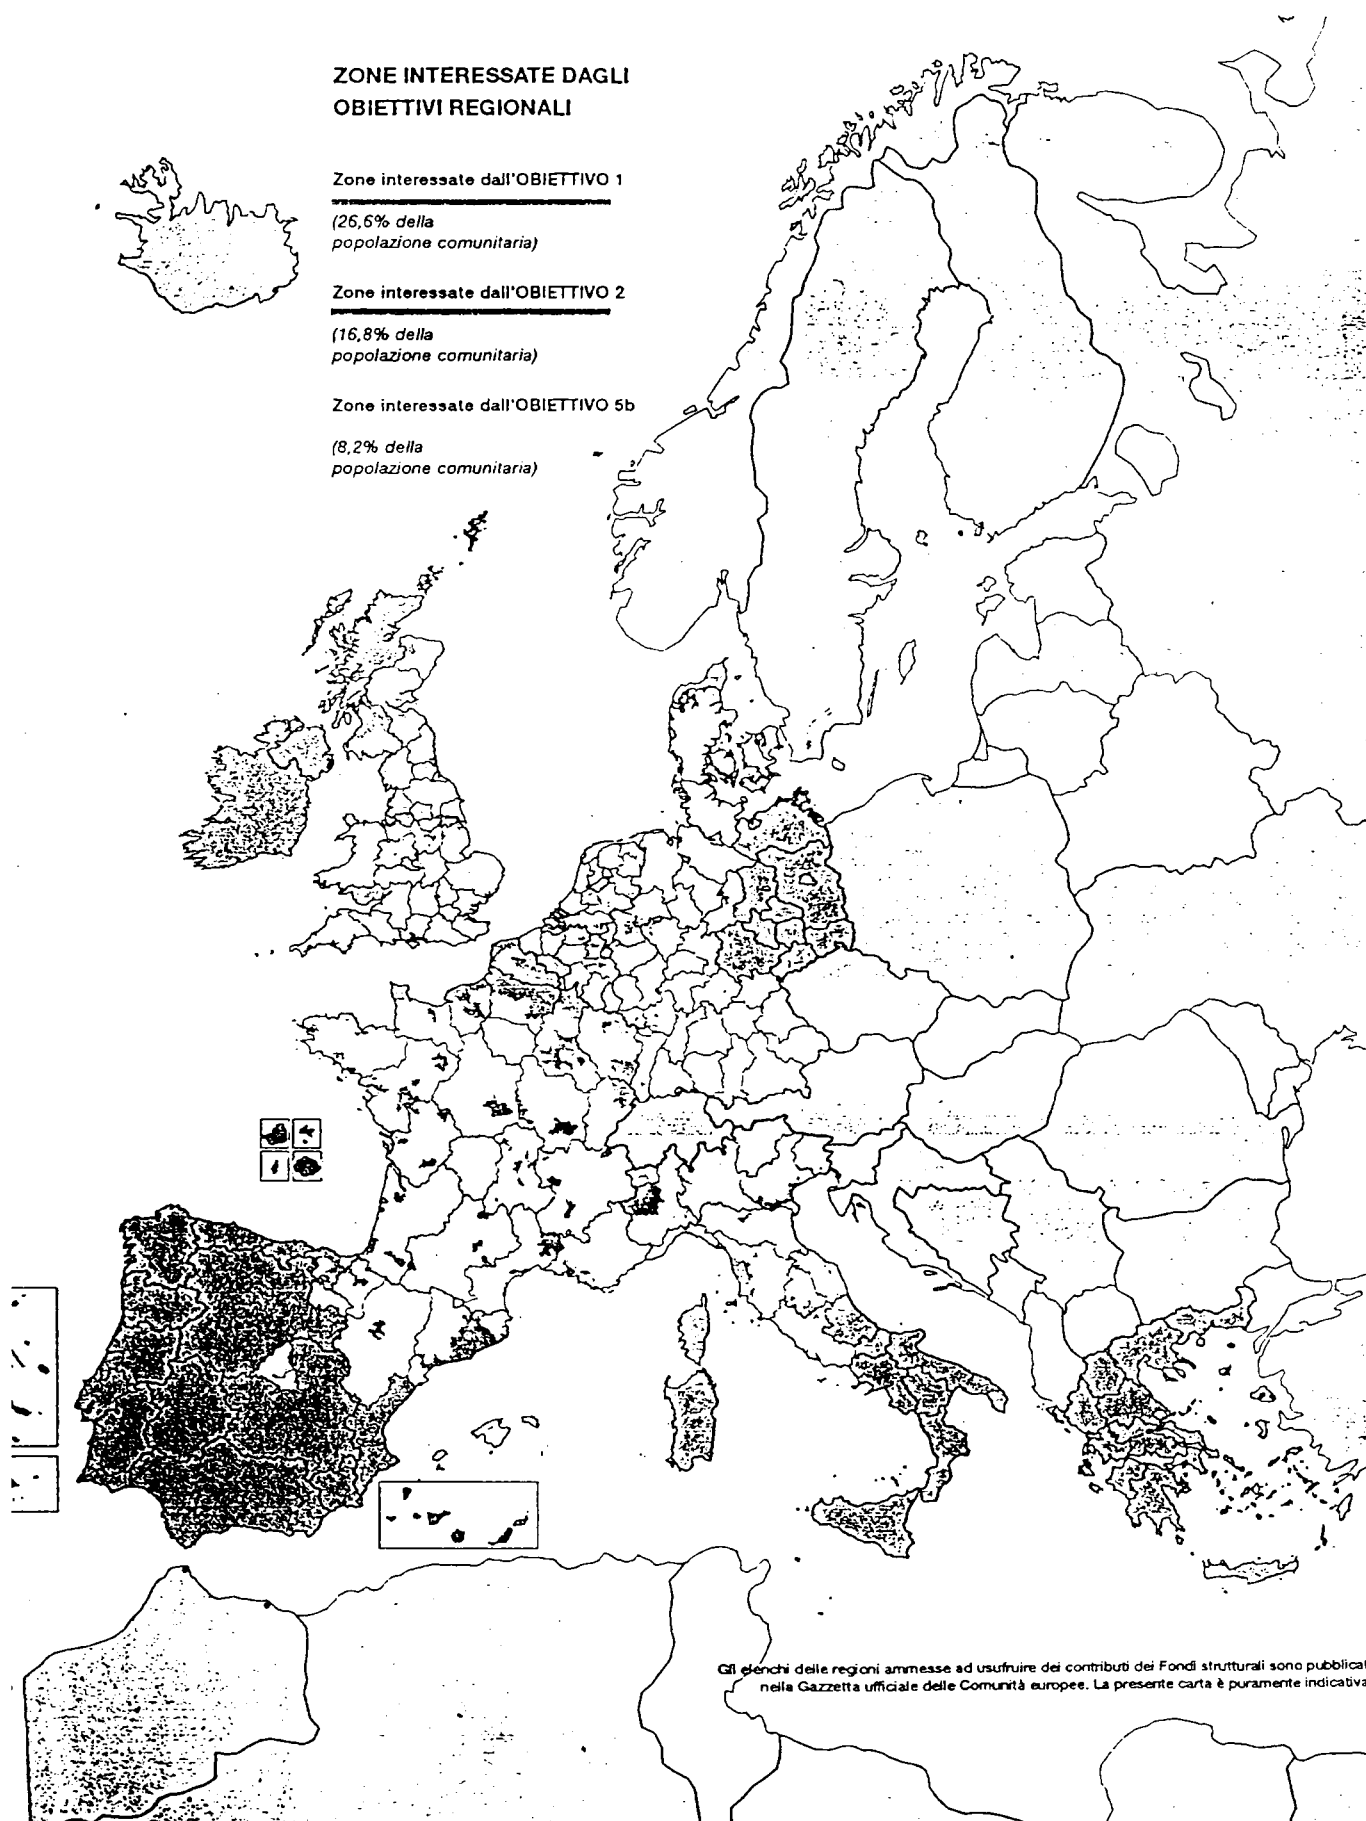 ZONE INTERESSATE DAGLI
OBIETTIVI REGIONALI
Zone interessate dall'OBIETTIVO 1
(26,6% della
popolazione comunitaria)
Zone interessate dall'OBIETTIVO 2
(16,8% della
popolazione comunitaria)
Zone interessate dall'OBIETTIVO 5b
(8,2% della
popolazione comunitaria)
Gli elenchi delle regioni ammesse ad usufruire dei contributi dei Fondi strutturali sono pubblicat
nella Gazzetta ufficiale delle Comunità europee. La presente carta è puramente indicativa